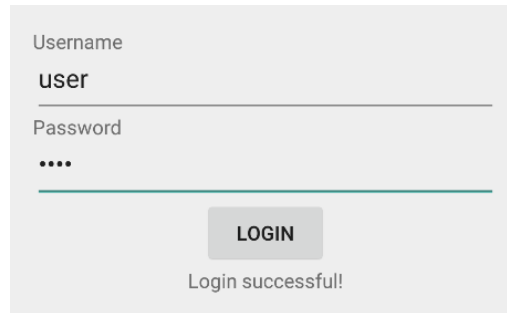 Username
user
Password
••••
LOGIN
Login successful!